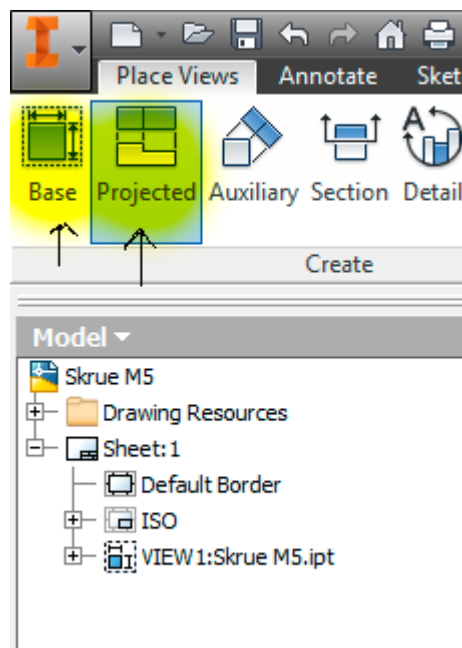 Place Views Annotate Sket
Base Projected Auxiliary Section Detail
Create
Model
Skrue M5
Drawing Resources
Sheet:1
Default Border
ISO
VIEW1:Skrue M5.ipt